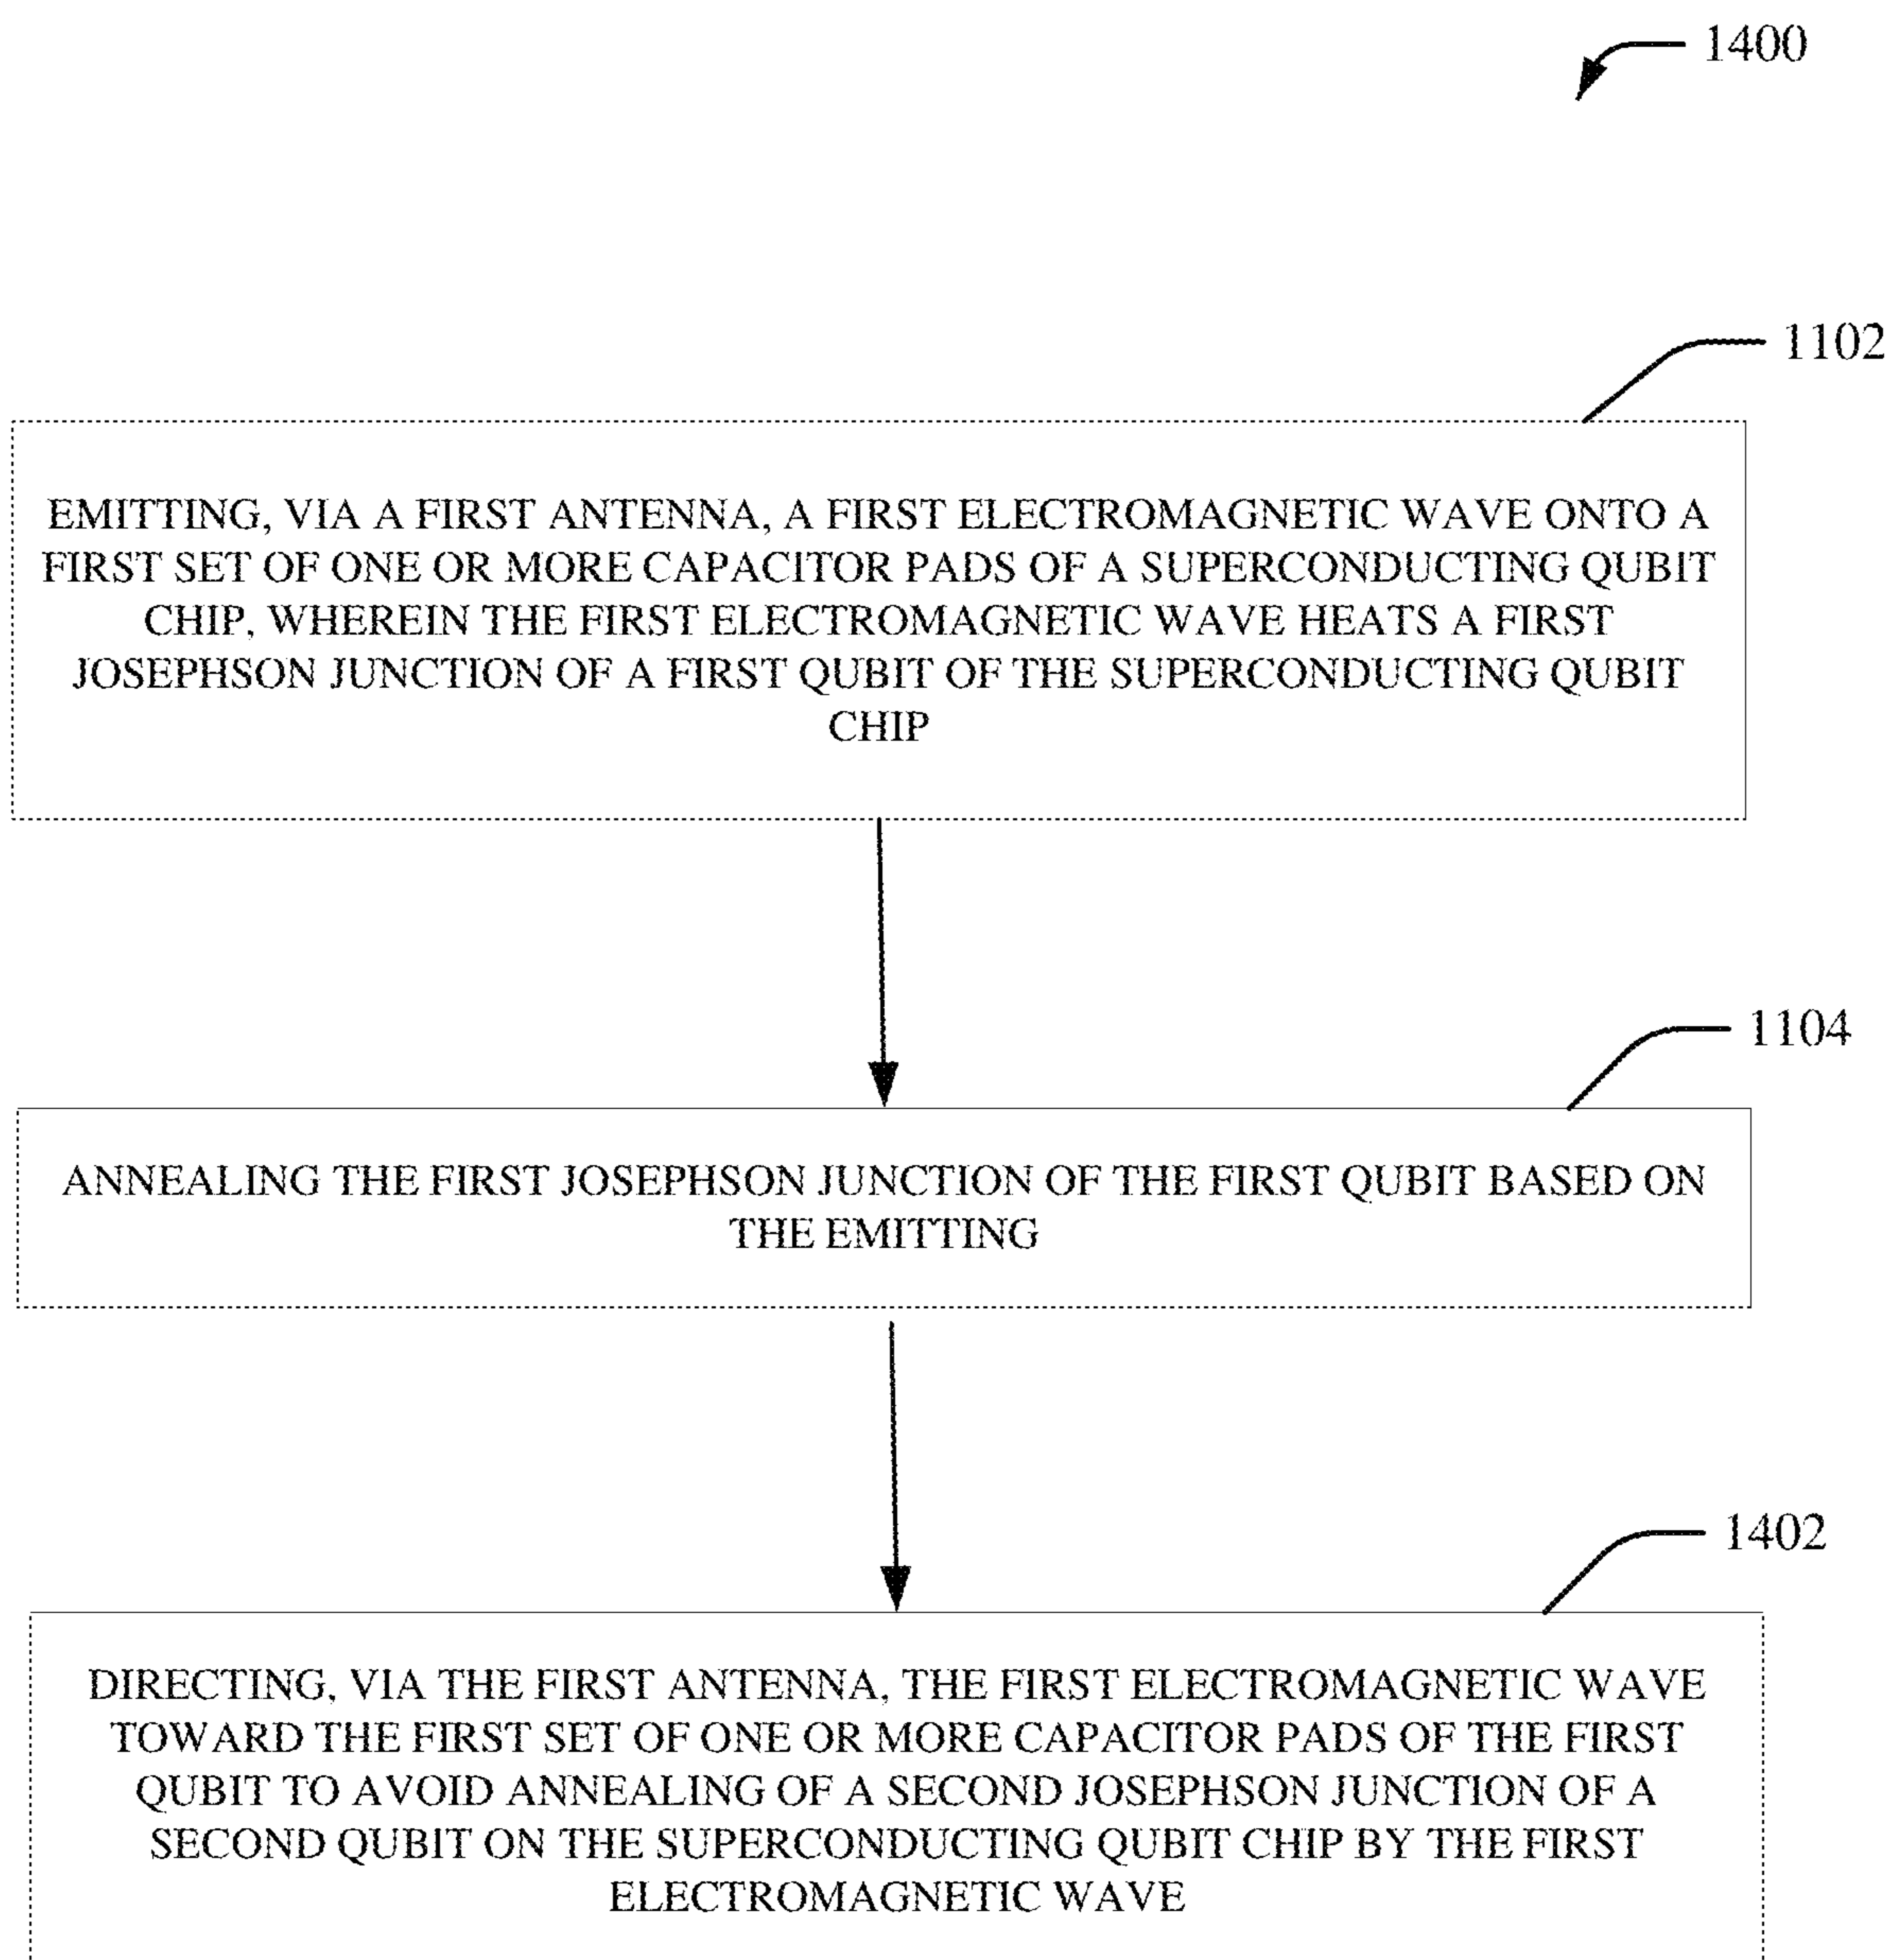 1400
1102
EMITTING, VIA A FIRST ANTENNA, A FIRST ELECTROMAGNETIC WAVE ONTO A
FIRST SET OF ONE OR MORE CAPACITOR PADS OF A SUPERCONDUCTING QUBIT
CHIP, WHEREIN THE FIRST ELECTROMAGNETIC WAVE HEATS A FIRST
JOSEPHSON JUNCTION OF A FIRST QUBIT OF THE SUPERCONDUCTING QUBIT
CHIP
1104
ANNEALING THE FIRST JOSEPHSON JUNCTION OF THE FIRST QUBIT BASED ON
THE EMITTING
1402
DIRECTING, VIA THE FIRST ANTENNA, THE FIRST ELECTROMAGNETIC WAVE
TOWARD THE FIRST SET OF ONE OR MORE CAPACITOR PADS OF THE FIRST
QUBIT TO AVOID ANNEALING OF A SECOND JOSEPHSON JUNCTION OF A
SECOND QUBIT ON THE SUPERCONDUCTING QUBIT CHIP BY THE FIRST
ELECTROMAGNETIC WAVE